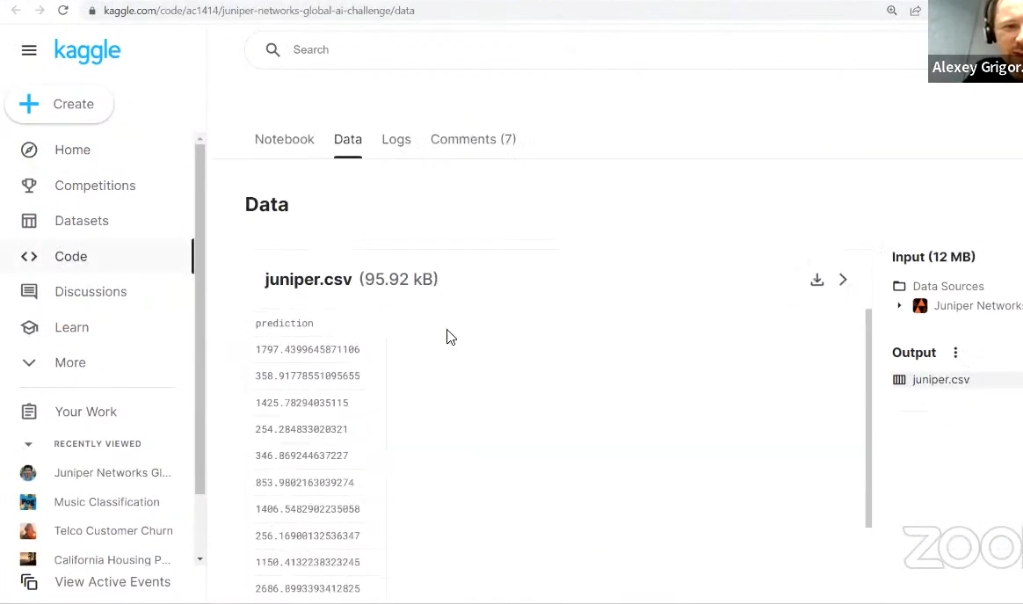 kaggle.com/code/ac1414/juniper-networks-global-ai-challenge/data
kaggle
Search
Alexey Grigor.
Create
Notebook Data Logs Comments (7)
Home
Competitions
Datasets
Code
Discussions
Learn
More
Your Work
RECENTLY VIEWED
Juniper Networks Gl...
Music Classification
Telco Customer Churn
California Housing P...
View Active Events
Data
juniper.csv (95.92 kB)
prediction
1797.4399645871106
358.91778551095655
1425.78294035115
254.284833020321
346.869244637227
853.9802163039274
1406.5482902235058
256.16900132536347
1150.4132238323245
2686.8993393412825
Input (12 MB)
Data Sources
Juniper Networks
Output
juniper.csv
ZOO